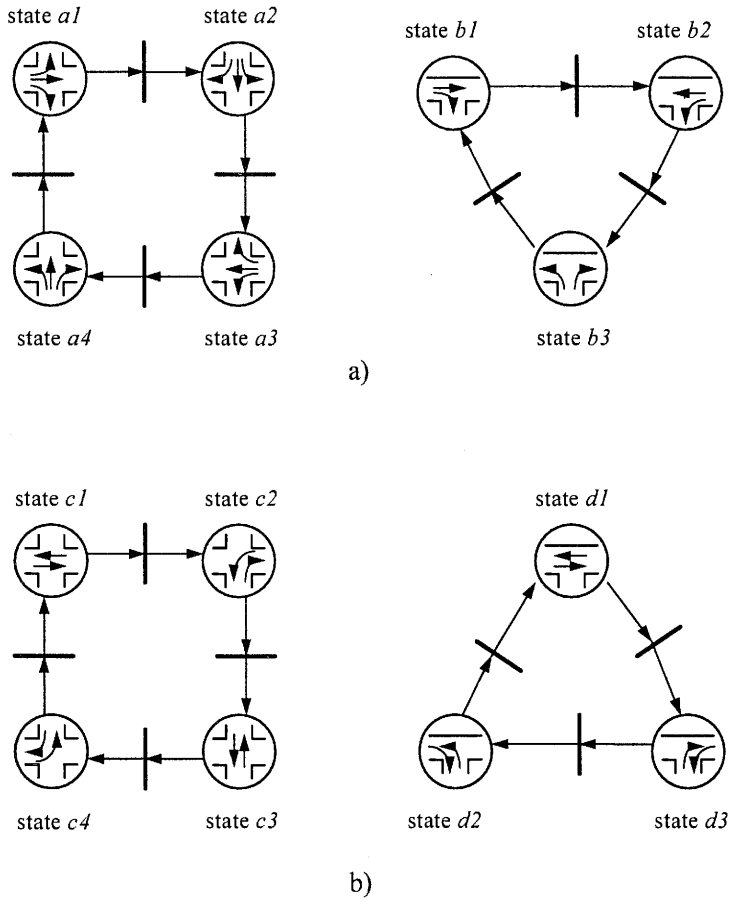 state a1
state a2
state b1
state b2
state a4
state a3
state b3
a)
state c1
state c2
state d1
state c4
state c3
state d2
state d3
b)